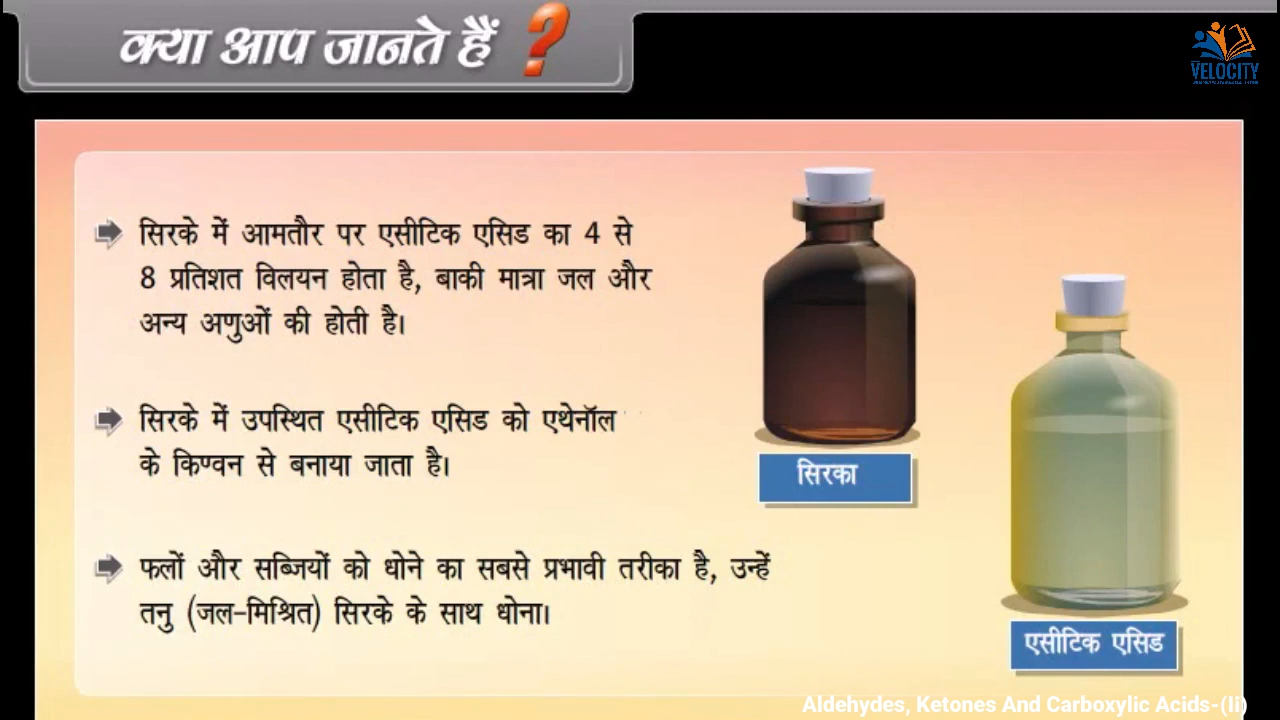 क्या आप जानते हैं ?
VELOCITY
सिरके में आमतौर पर एसीटिक एसिड का 4 से
8 प्रतिशत विलयन होता है, बाकी मात्रा जल और
अन्य अणुओं की होती है।
सिरके में उपस्थित एसीटिक एसिड को एथेनॉल
के किण्वन से बनाया जाता है।
फलों और सब्जियों को धोने का सबसे प्रभावी तरीका है, उन्हें
तनु (जल-मिश्रित) सिरके के साथ धोना।
सिरका
एसीटिक एसिड
Aldehydes, Ketones And Carboxylic Acids-(Ii)